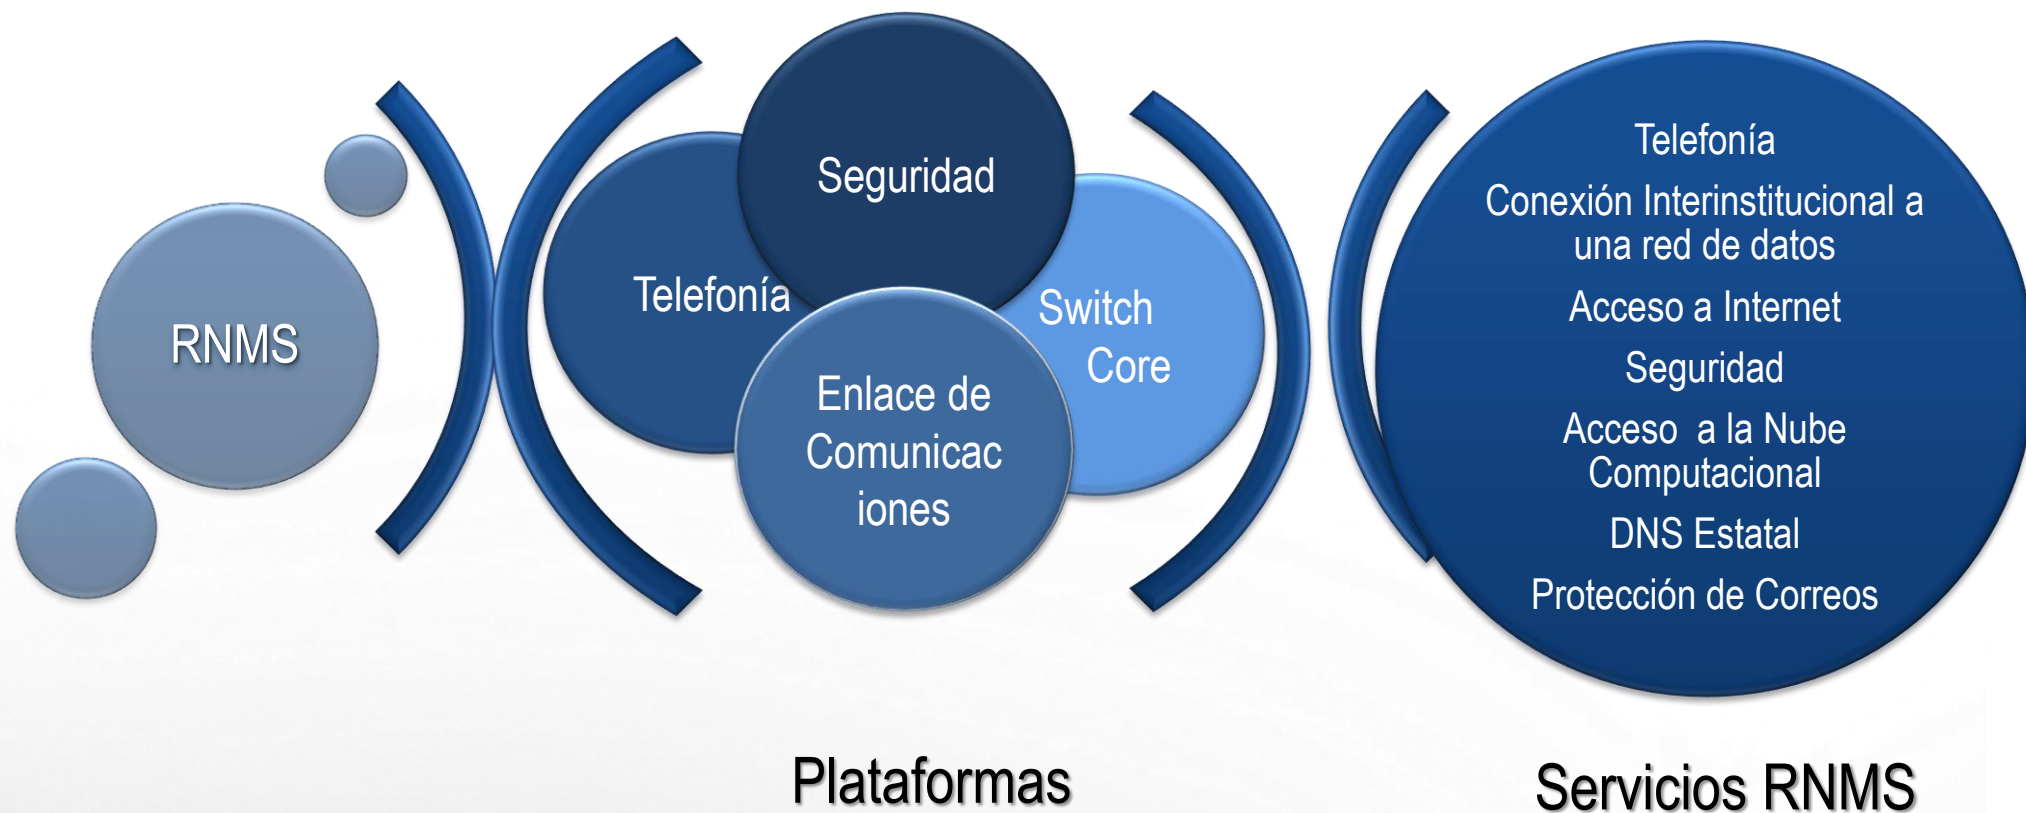 RNMS
Telefonía
Seguridad
Switch
Core
Enlace de
Comunicac
iones
Plataformas
Telefonía
Conexión Interinstitucional a
una red de datos
Acceso a Internet
Seguridad
Acceso  a la Nube
Computacional
DNS Estatal
Protección de Correos
Servicios RNMS